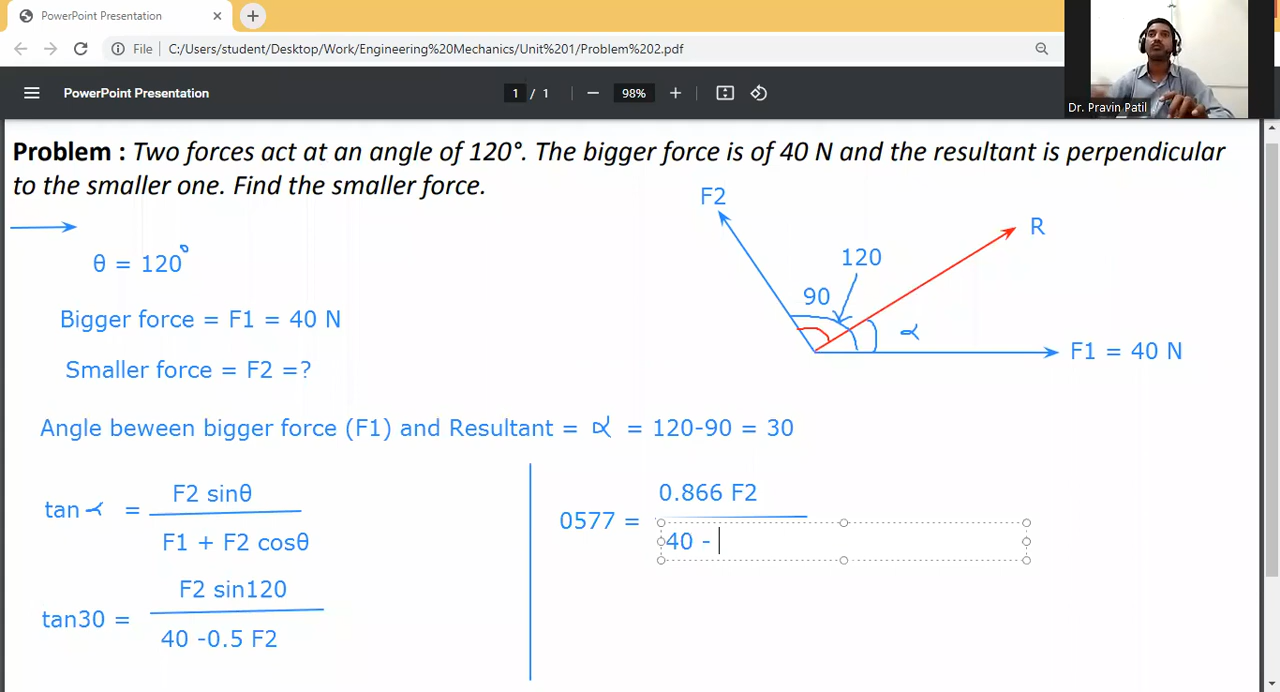 PowerPoint Presentation
File
C:/Users/student/Desktop/Work/Engineering%20Mechanics/Unit%201/Problem%202.pdf
PowerPoint Presentation
1 / 1
98%
Dr. Pravin Patil
Problem : Two forces act at an angle of 120°. The bigger force is of 40 N and the resultant is perpendicular
to the smaller one. Find the smaller force.
θ = 120°
Bigger force = F1 = 40 N
Smaller force = F2 =?
F2
R
120
90
α
F1 = 40 N
Angle beween bigger force (F1) and Resultant = α = 120-90 = 30
tan α =
F2 sinθ
F1 + F2 cosθ
tan30 =
F2 sin120
40 -0.5 F2
0577 =
0.866 F2
40 -